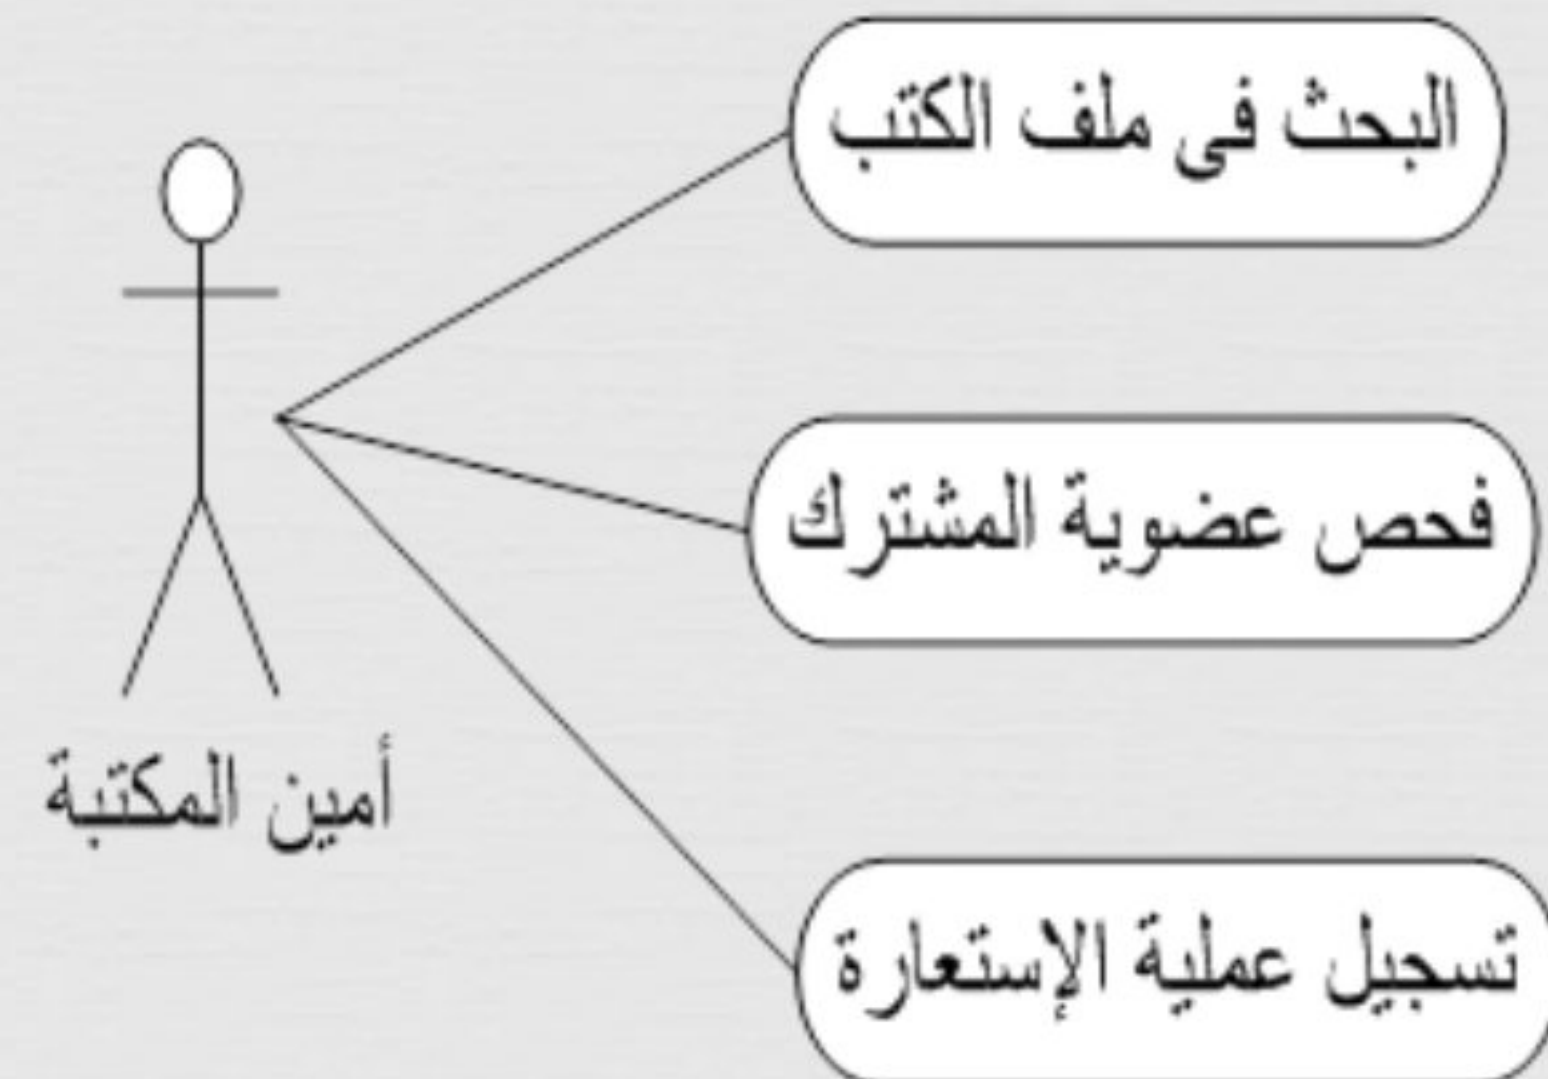 البحث فى ملف الكتب
فحص عضوية المشترك
أمين المكتبة
تسجيل عملية الإستعارة